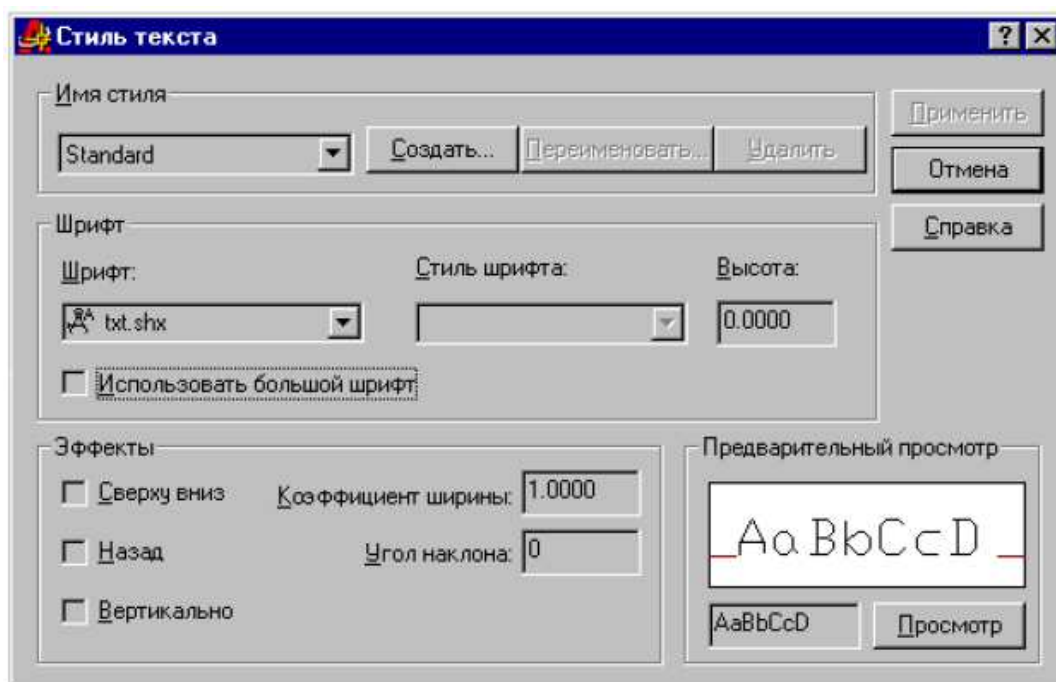 Стиль текста
Имя стиля
Standard Создать... Переименовать... Удалить
Применить
Отмена
Справка
Шрифт
Шрифт: Стиль шрифта: Высота:
txt.shx 0.0000
Использовать большой шрифт
Эффекты
Сверху вниз Коэффициент ширины: 1.0000
Назад Угол наклона: 0
Вертикально
Предварительный просмотр
AaBbCcD
AaBbCcD Просмотр